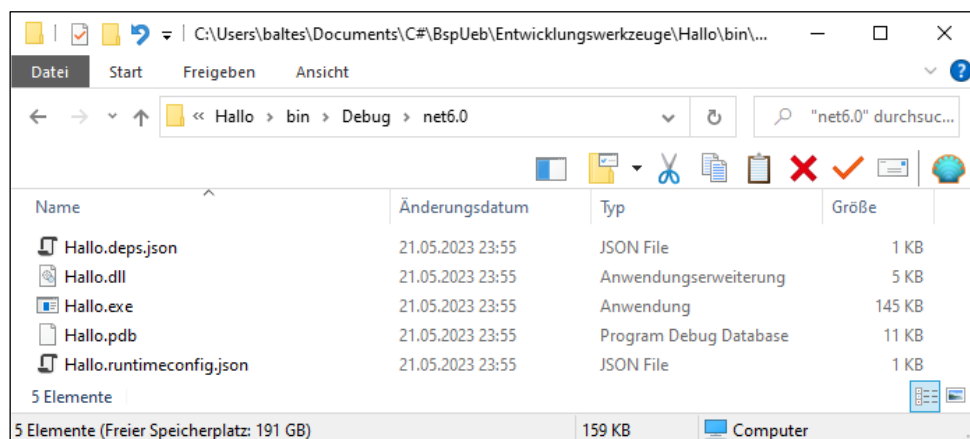 C:\Users\baltes\Documents\C#\BspUeb\Entwicklungswerkzeuge\Hallo\bin\...
Datei Start Freigeben Ansicht ?
« Hallo > bin > Debug > net6.0 "net6.0" durchsuc...
Name Änderungsdatum Typ Größe
Hallo.deps.json 21.05.2023 23:55 JSON File 1 KB
Hallo.dll 21.05.2023 23:55 Anwendungserweiterung 5 KB
Hallo.exe 21.05.2023 23:55 Anwendung 145 KB
Hallo.pdb 21.05.2023 23:55 Program Debug Database 11 KB
Hallo.runtimeconfig.json 21.05.2023 23:55 JSON File 1 KB
5 Elemente
5 Elemente (Freier Speicherplatz: 191 GB) 159 KB Computer